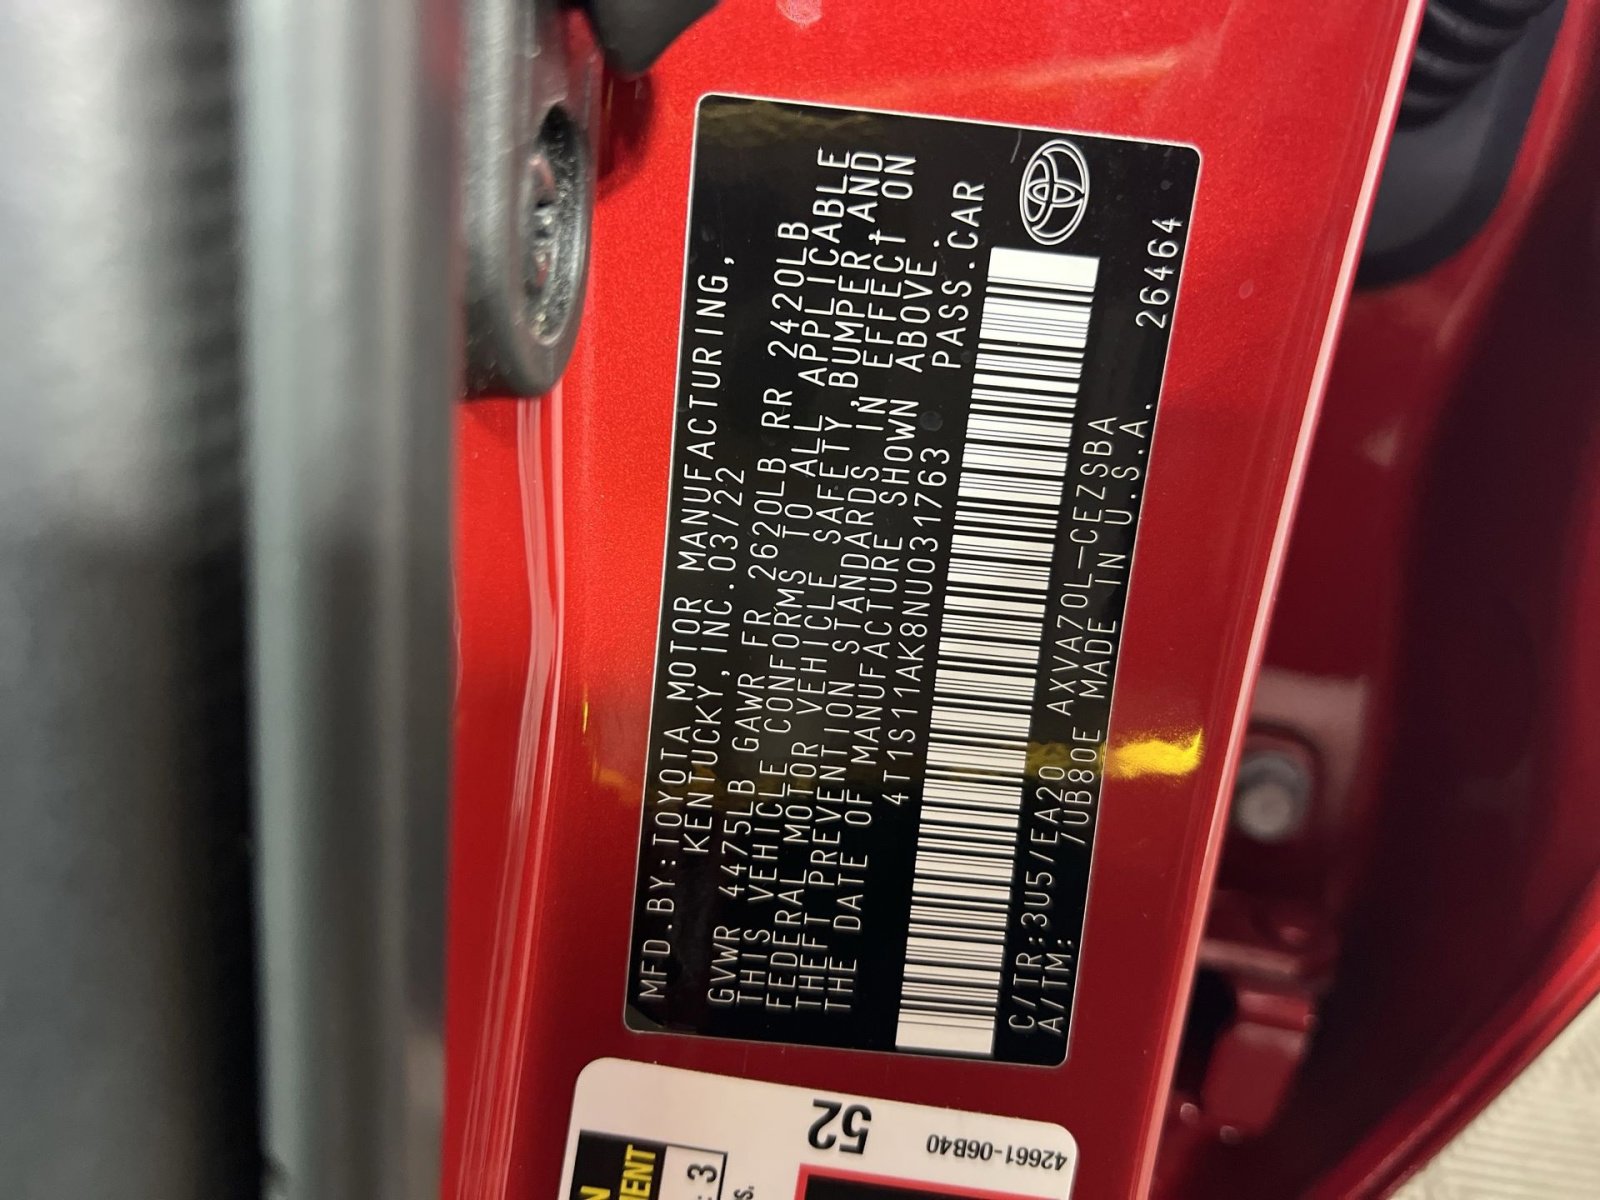 MFD.BY:TOYOTA MOTOR MANUFACTURING,
KENTUCKY,INC.03/22
GVWR 4475LB GAWR FR 2620LB RR 2420LB
THIS VEHICLE CONFORMS TO ALL APPLICABLE
FEDERAL MOTOR VEHICLE SAFETY,BUMPER,AND
THEFT PREVENTION STANDARDS IN EFFECT ON
THE DATE OF MANUFACTURE SHOWN ABOVE.
4T1S11AK8NU031763 PASS.CAR
C/TR:3U5/EA20 AXVA70L-CEZSBA
A/TM: /UB80E MADE IN U.S.A. 26464
52
42661-06B40
3